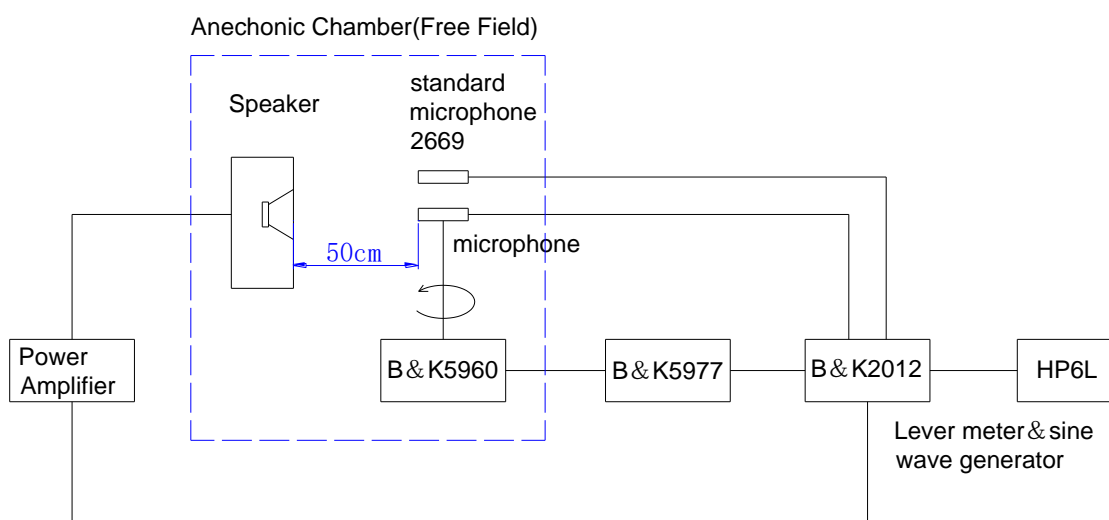 Anechonic Chamber(Free Field)
Speaker
standard
microphone
2669
microphone
50cm
Power
Amplifier
B&K5960
B&K5977
B&K2012
HP6L
Lever meter&sine
wave generator